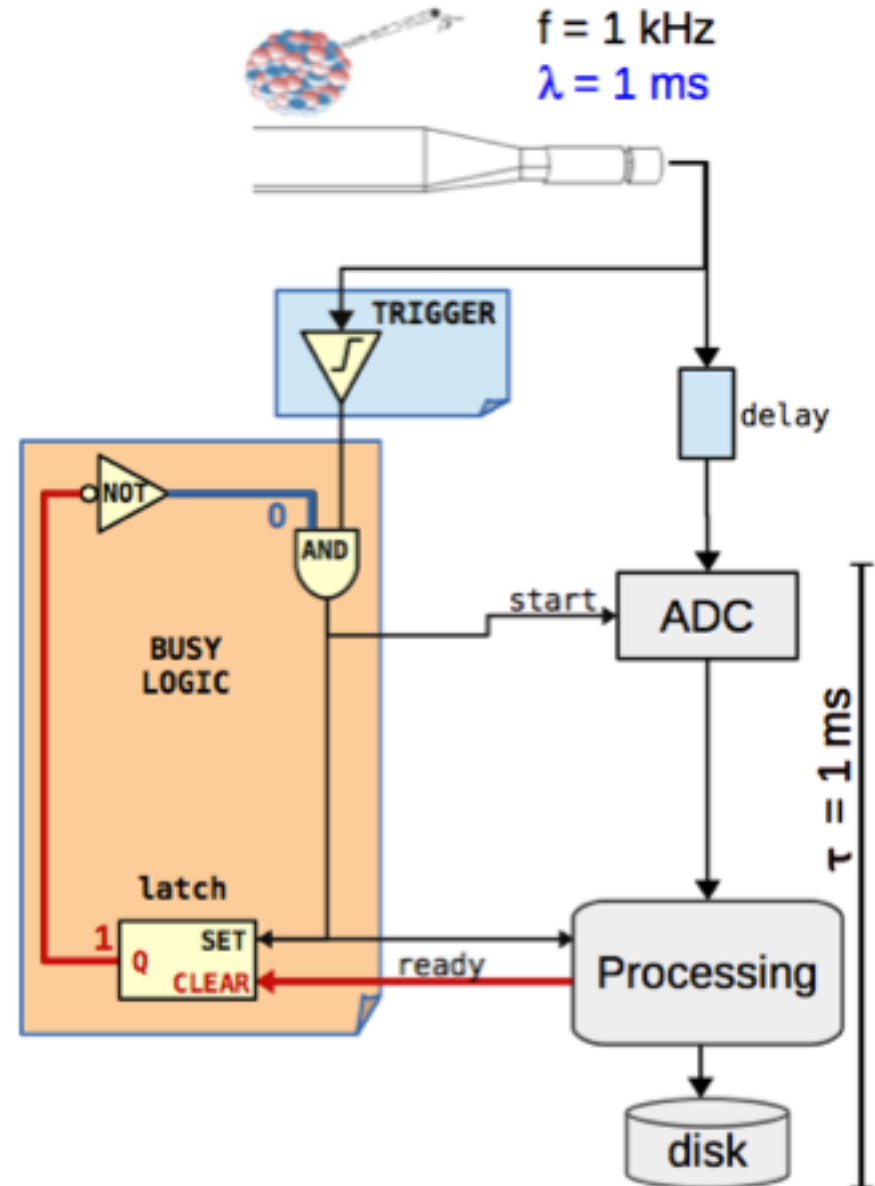 f = 1 kHz
λ = 1 ms
TRIGGER
delay
NOT
0
AND
start
ADC
BUSY
LOGIC
τ = 1 ms
latch
1
Q
SET
CLEAR
ready
Processing
disk